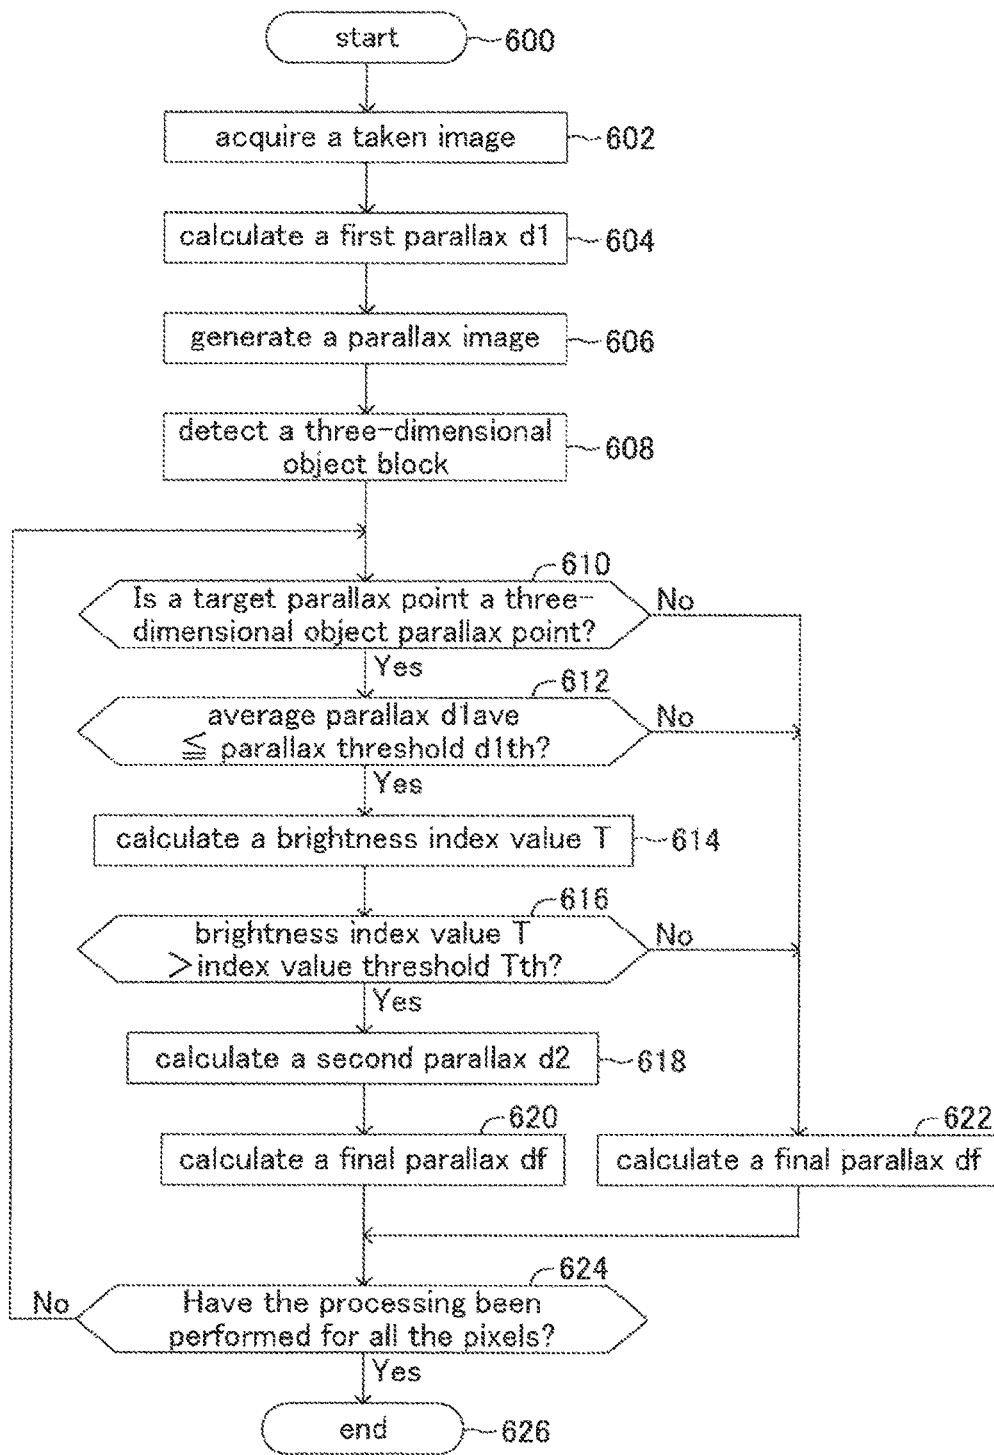 start
600
acquire a taken image
602
calculate a first parallax d1
604
generate a parallax image
606
detect a three-dimensional
object block
608
610
Is a target parallax point a three-
dimensional object parallax point?
No
Yes
612
average parallax d1ave
≦ parallax threshold d1th?
No
Yes
calculate a brightness index value T
614
616
brightness index value T
> index value threshold Tth?
No
Yes
calculate a second parallax d2
618
620
calculate a final parallax df
622
calculate a final parallax df
624
Have the processing been
performed for all the pixels?
No
Yes
end
626